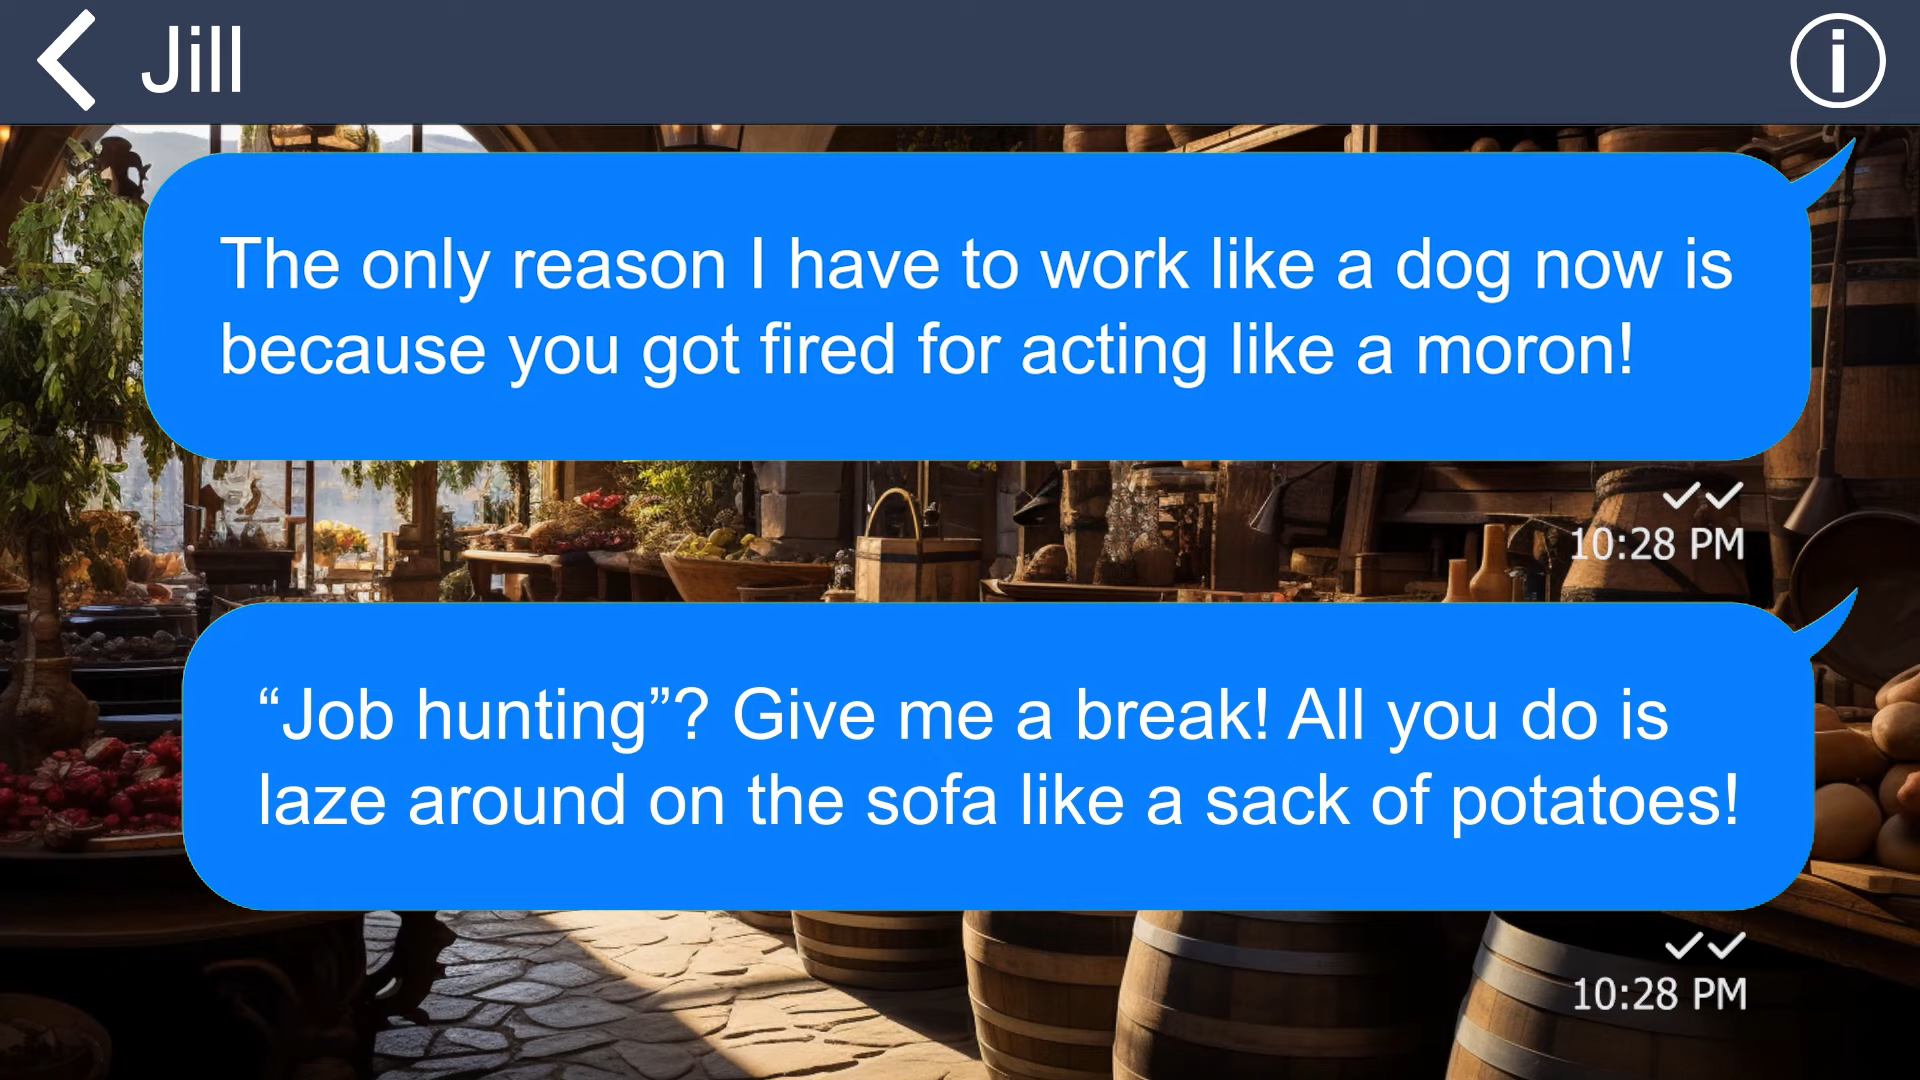 Jill
The only reason I have to work like a dog now is
because you got fired for acting like a moron!
10:28 PM
“Job hunting”? Give me a break! All you do is
laze around on the sofa like a sack of potatoes!
10:28 PM